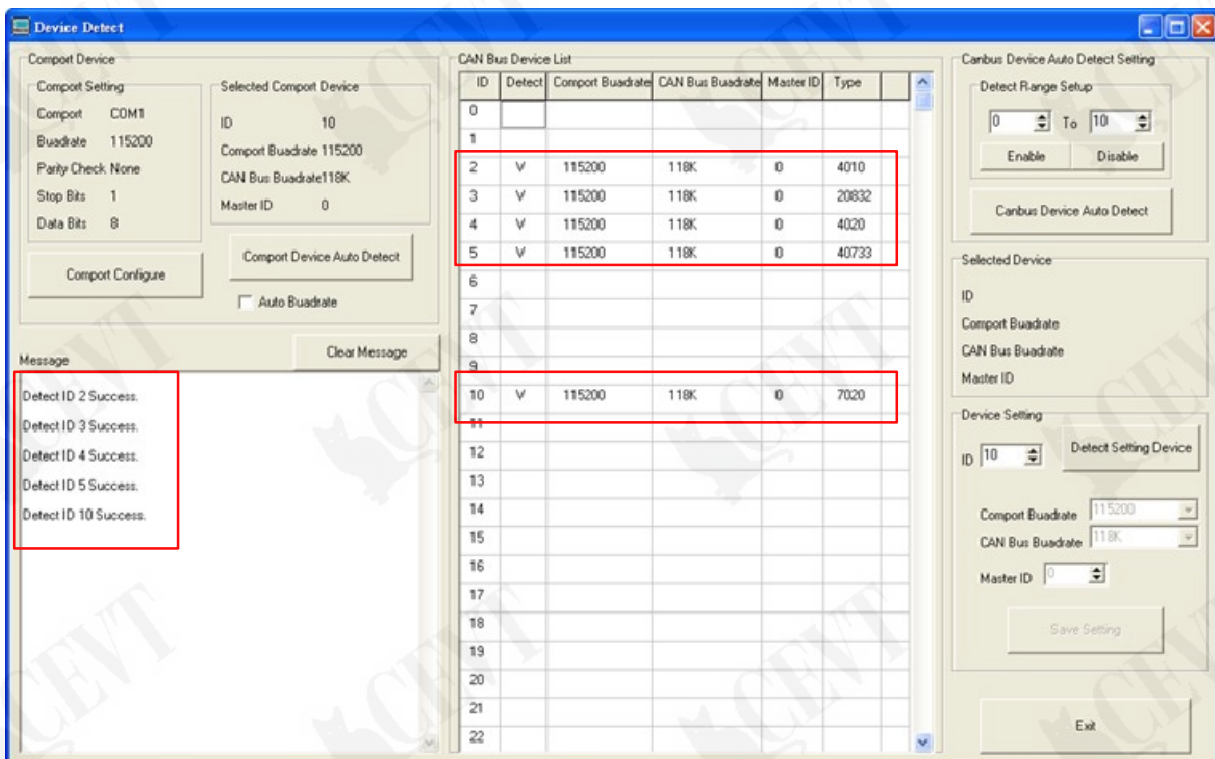 Device Detect
Comport Device
Comport Setting
Comport COM1
Buadrate 115200
Parity Check None
Stop Bits 1
Data Bits 8
Comport Configure
Selected Comport Device
ID 10
Comport Buadrate 115200
CAN Bus Buadrate 118K
Master ID 0
Comport Device Auto Detect
Auto Buadrate
Clear Message
Message
Detect ID 2 Success.
Detect ID 3 Success.
Detect ID 4 Success.
Detect ID 5 Success.
Detect ID 10 Success.
CAN Bus Device List
ID Detect Comport Buadrate CAN Bus Buadrate Master ID Type
0
1
2 V 115200 118K 0 4010
3 V 115200 118K 0 20832
4 V 115200 118K 0 4020
5 V 115200 118K 0 40733
6
7
8
9
10 V 115200 118K 0 7020
11
12
13
14
15
16
17
18
19
20
21
22
Canbus Device Auto Detect Setting
Detect Range Setup
0 To 10
Enable Disable
Canbus Device Auto Detect
Selected Device
ID
Comport Buadrate
CAN Bus Buadrate
Master ID
Device Setting
ID 10 Detect Setting Device
Comport Buadrate 115200
CAN Bus Buadrate 118K
Master ID 0
Save Setting
Exit